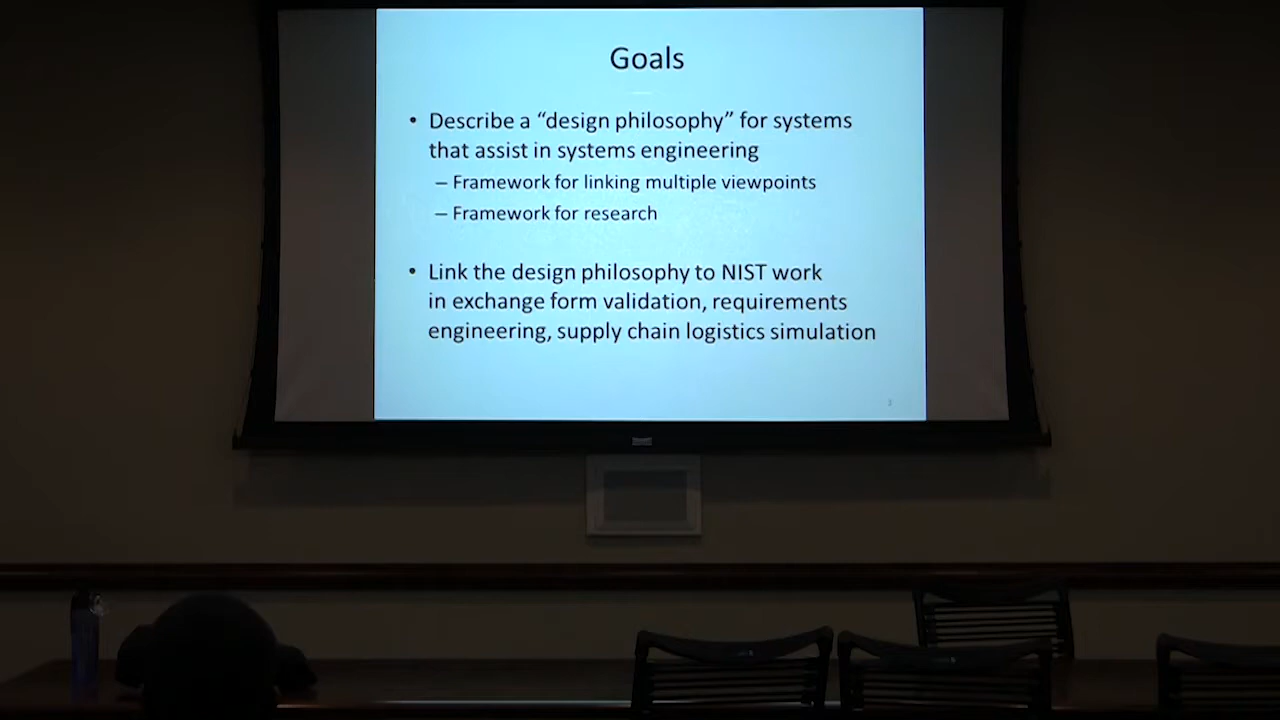 Goals
• Describe a “design philosophy” for systems
that assist in systems engineering
– Framework for linking multiple viewpoints
– Framework for research
• Link the design philosophy to NIST work
in exchange form validation, requirements
engineering, supply chain logistics simulation
3